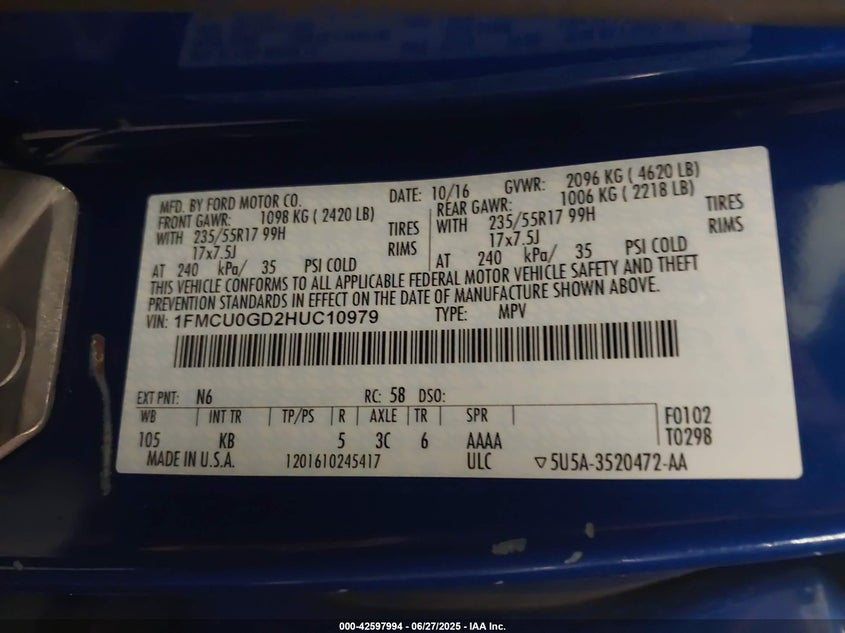 MFD. BY FORD MOTOR CO. DATE: 10/16 GVWR: 2096 KG ( 4620 LB)
FRONT GAWR: 1098 KG ( 2420 LB) REAR GAWR: 1006 KG ( 2218 LB)
WITH 235/55R17 99H TIRES WITH 235/55R17 99H TIRES
17x7.5J RIMS 17x7.5J RIMS
AT 240 kPa/ 35 PSI COLD AT 240 kPa/ 35 PSI COLD
THIS VEHICLE CONFORMS TO ALL APPLICABLE FEDERAL MOTOR VEHICLE SAFETY AND THEFT
PREVENTION STANDARDS IN EFFECT ON THE DATE OF MANUFACTURE SHOWN ABOVE.
VIN: 1FMCU0GD2HUC10979 TYPE: MPV
EXT PNT: N6 RC: 58 DSO:
WB INT TR TP/PS R AXLE TR SPR F0102
105 KB 5 3C 6 AAAA T0298
MADE IN U.S.A. 1201610245417 ULC ▽5U5A-3520472-AA
000-42597994 - 06/27/2025 - IAA Inc.